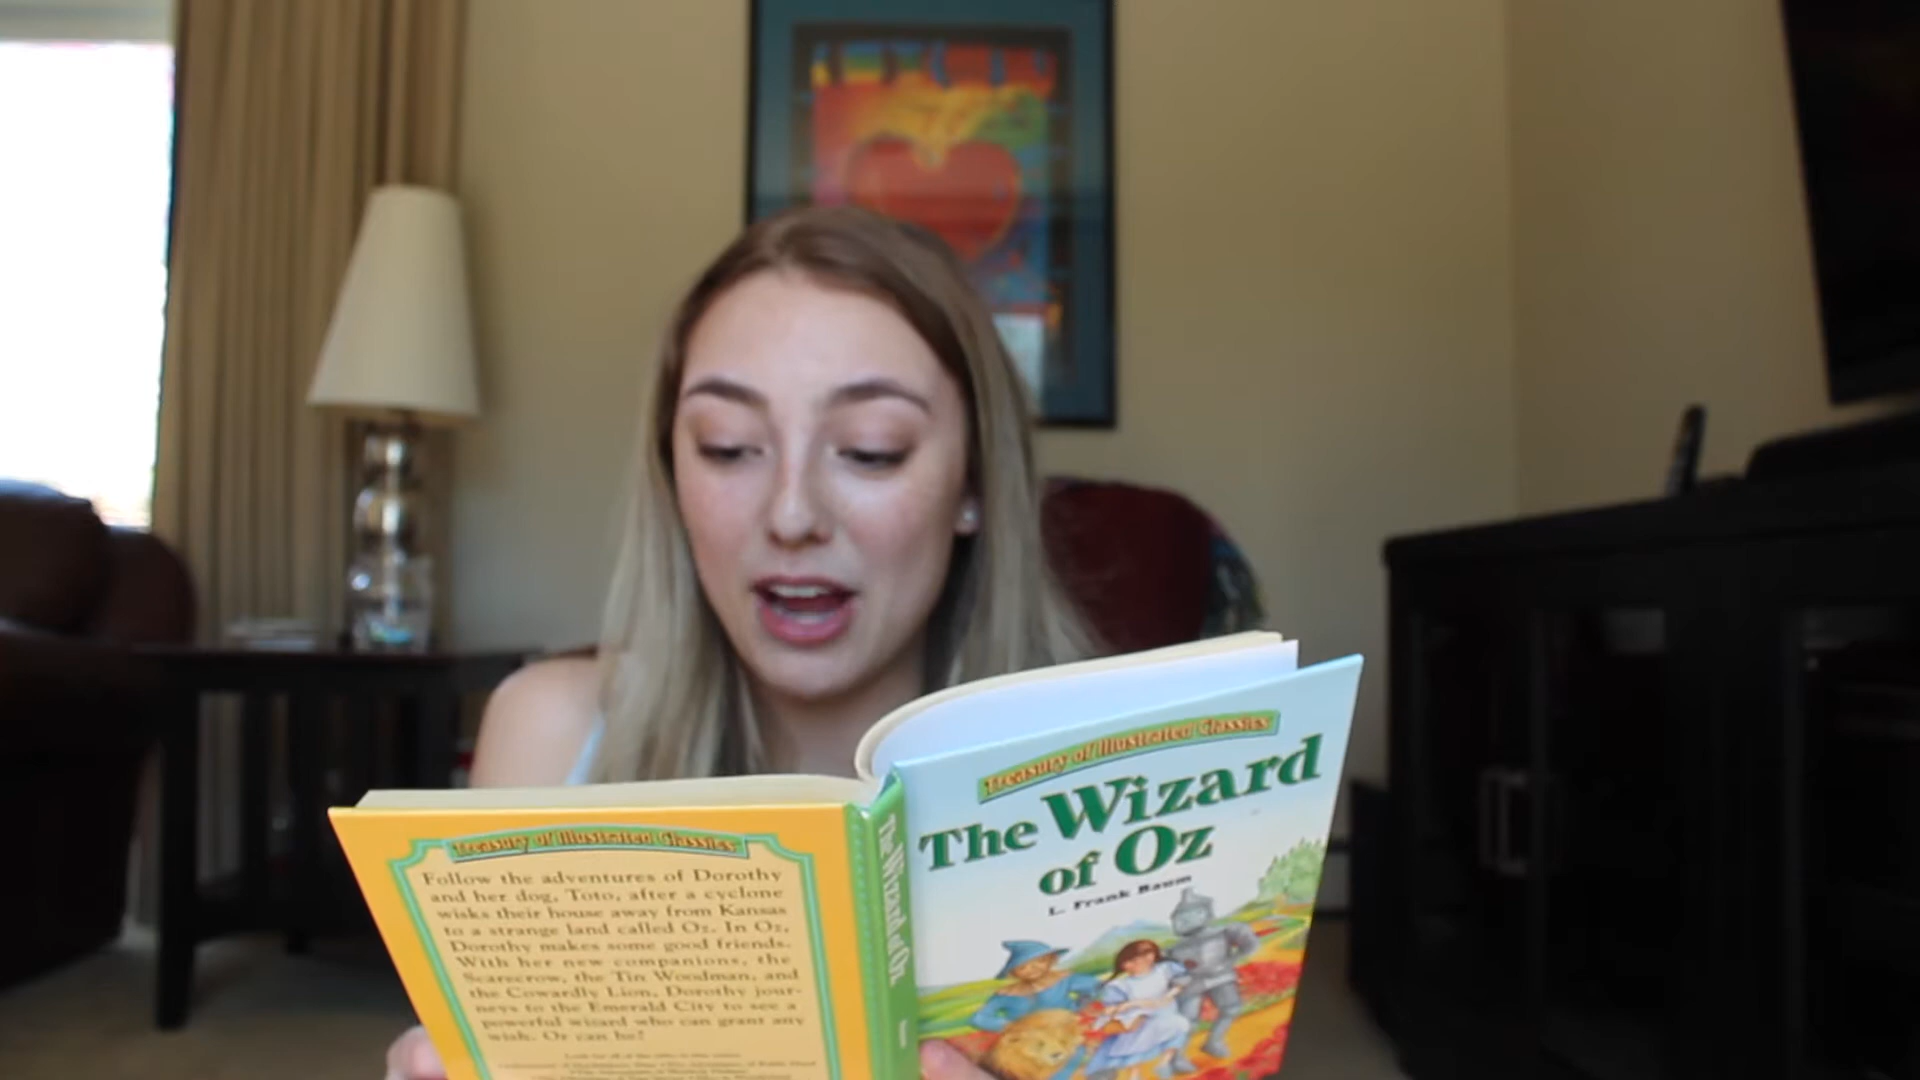 Treasury of Illustrated Classics
Follow the adventures of Dorothy
and her dog, Toto, after a cyclone
wisks their house away from Kansas
to a strange land called Oz. In Oz,
Dorothy makes some good friends.
With her new companions, the
Scarecrow, the Tin Woodman, and
the Cowardly Lion, Dorothy jour-
neys to the Emerald City to see a
powerful wizard who can grant any
wish. Or can he?
The Wizard of Oz
Treasury of Illustrated Classics
The Wizard
of Oz
L. Frank Baum